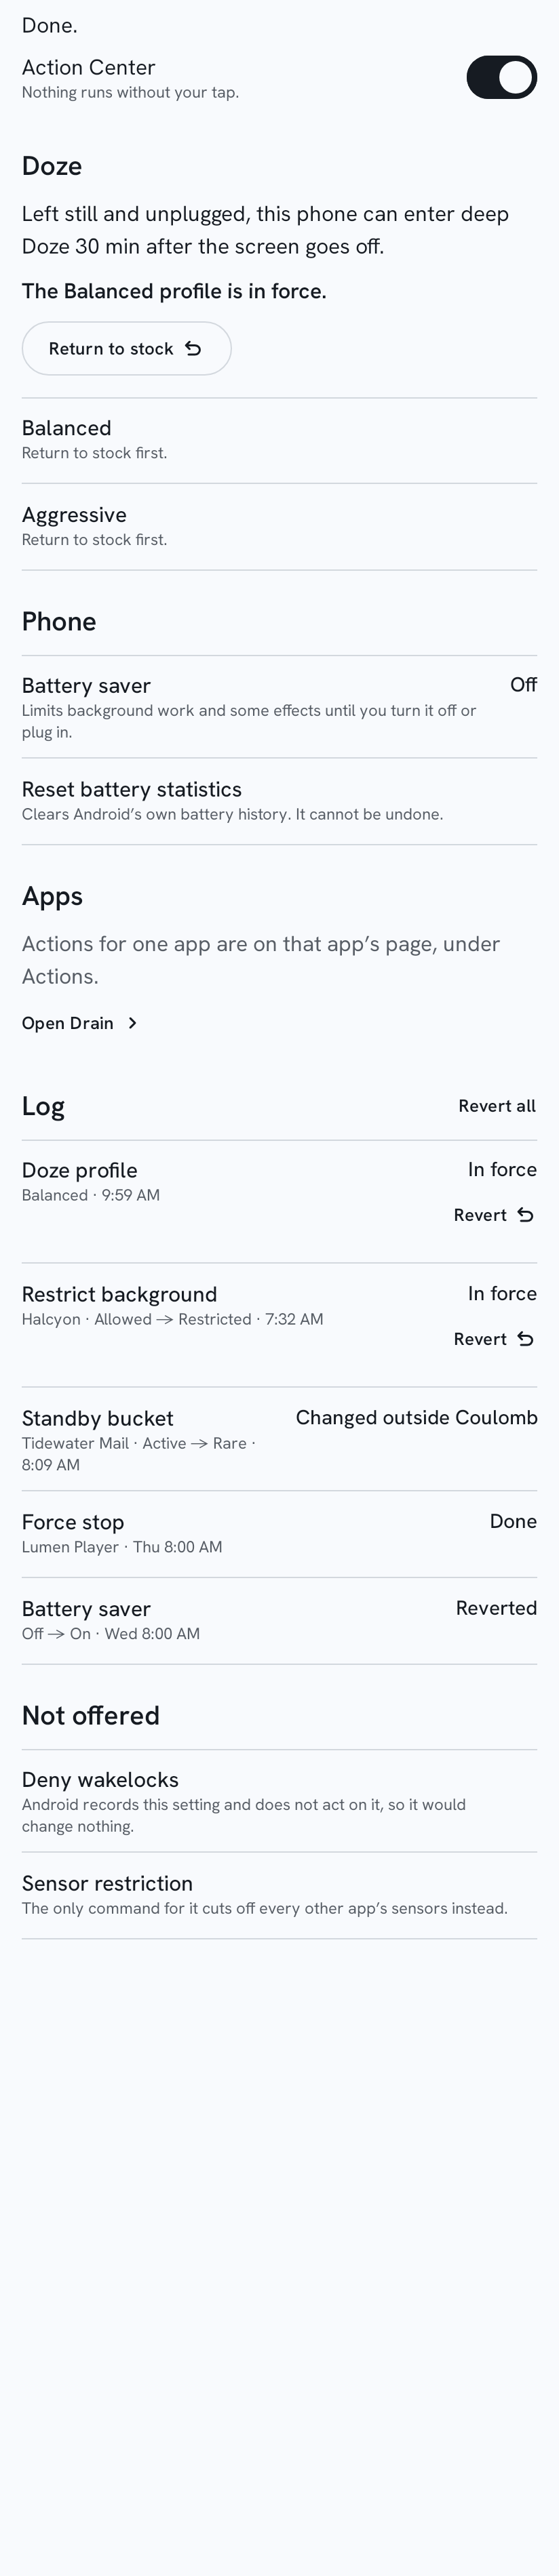 Done.
Action Center
Nothing runs without your tap.
Doze
Left still and unplugged, this phone can enter deep
Doze 30 min after the screen goes off.
The Balanced profile is in force.
Return to stock
Balanced
Return to stock first.
Aggressive
Return to stock first.
Phone
Battery saver
Off
Limits background work and some effects until you turn it off or
plug in.
Reset battery statistics
Clears Android’s own battery history. It cannot be undone.
Apps
Actions for one app are on that app’s page, under
Actions.
Open Drain
Log
Revert all
Doze profile
In force
Balanced · 9:59 AM
Revert
Restrict background
In force
Halcyon · Allowed → Restricted · 7:32 AM
Revert
Standby bucket
Changed outside Coulomb
Tidewater Mail · Active → Rare ·
8:09 AM
Force stop
Done
Lumen Player · Thu 8:00 AM
Battery saver
Reverted
Off → On · Wed 8:00 AM
Not offered
Deny wakelocks
Android records this setting and does not act on it, so it would
change nothing.
Sensor restriction
The only command for it cuts off every other app’s sensors instead.